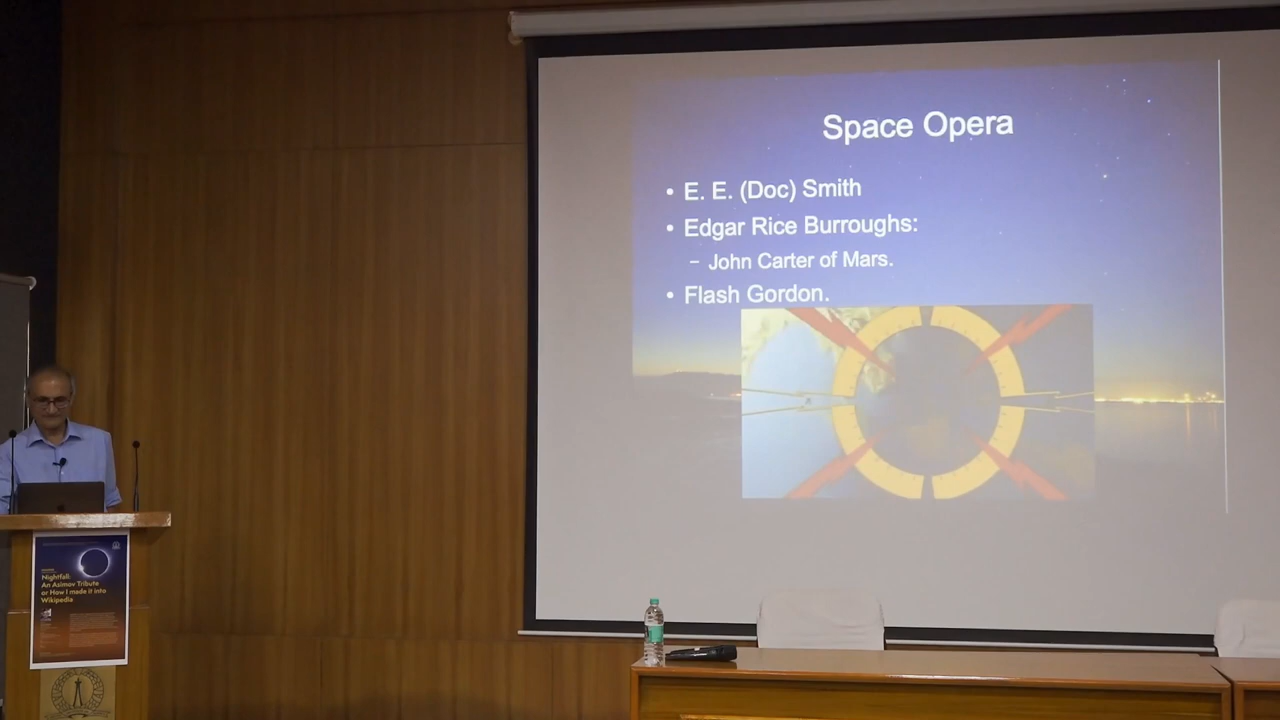 Space Opera
• E. E. (Doc) Smith
• Edgar Rice Burroughs:
– John Carter of Mars.
• Flash Gordon.
Nightfall:
An Asimov Tribute
or How I made it into
Wikipedia